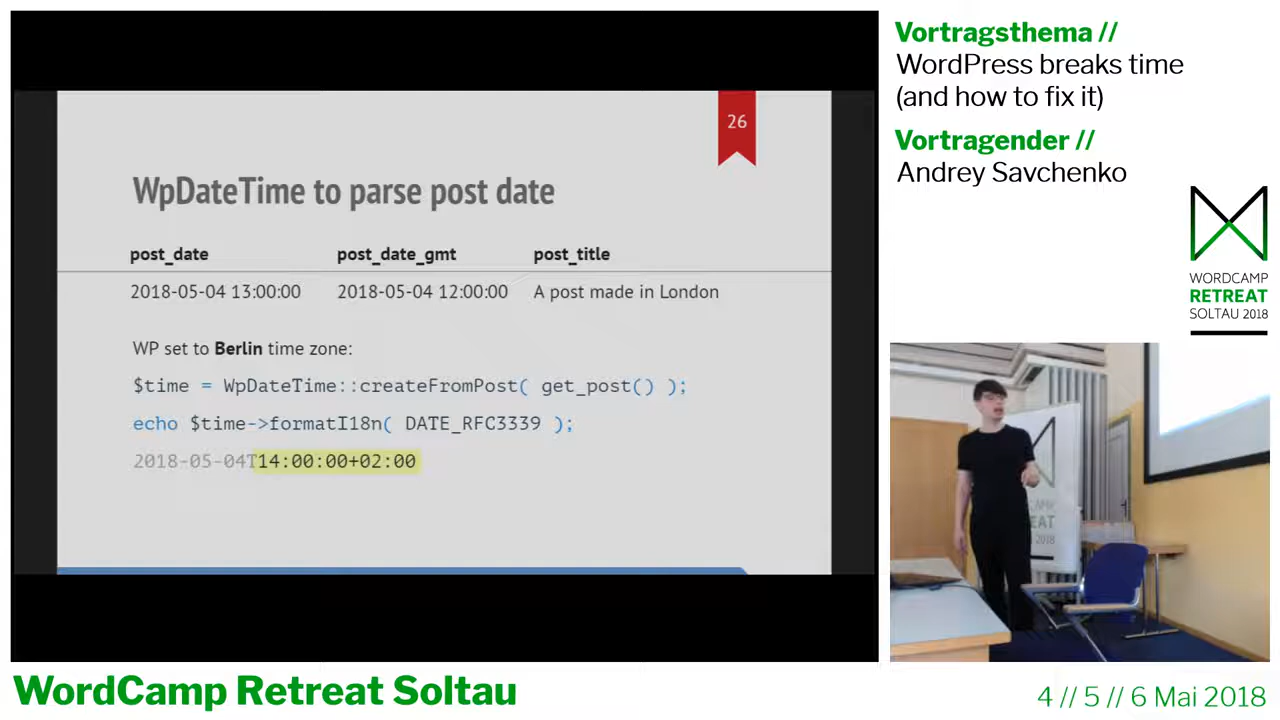 26
WpDateTime to parse post date
post_date post_date_gmt post_title
2018-05-04 13:00:00 2018-05-04 12:00:00 A post made in London
WP set to Berlin time zone:
$time = WpDateTime::createFromPost( get_post() );
echo $time->formatI18n( DATE_RFC3339 );
2018-05-04T14:00:00+02:00
Vortragsthema //
WordPress breaks time
(and how to fix it)
Vortragender //
Andrey Savchenko
WORDCAMP
RETREAT
SOLTAU 2018
WordCamp Retreat Soltau
4 // 5 // 6 Mai 2018